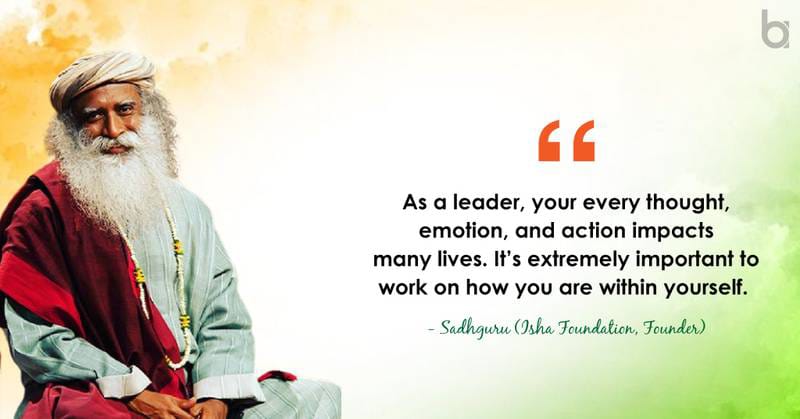 “
As a leader, your every thought,
emotion, and action impacts
many lives. It's extremely important to
work on how you are within yourself.
- Sadhguru (Isha Foundation, Founder)